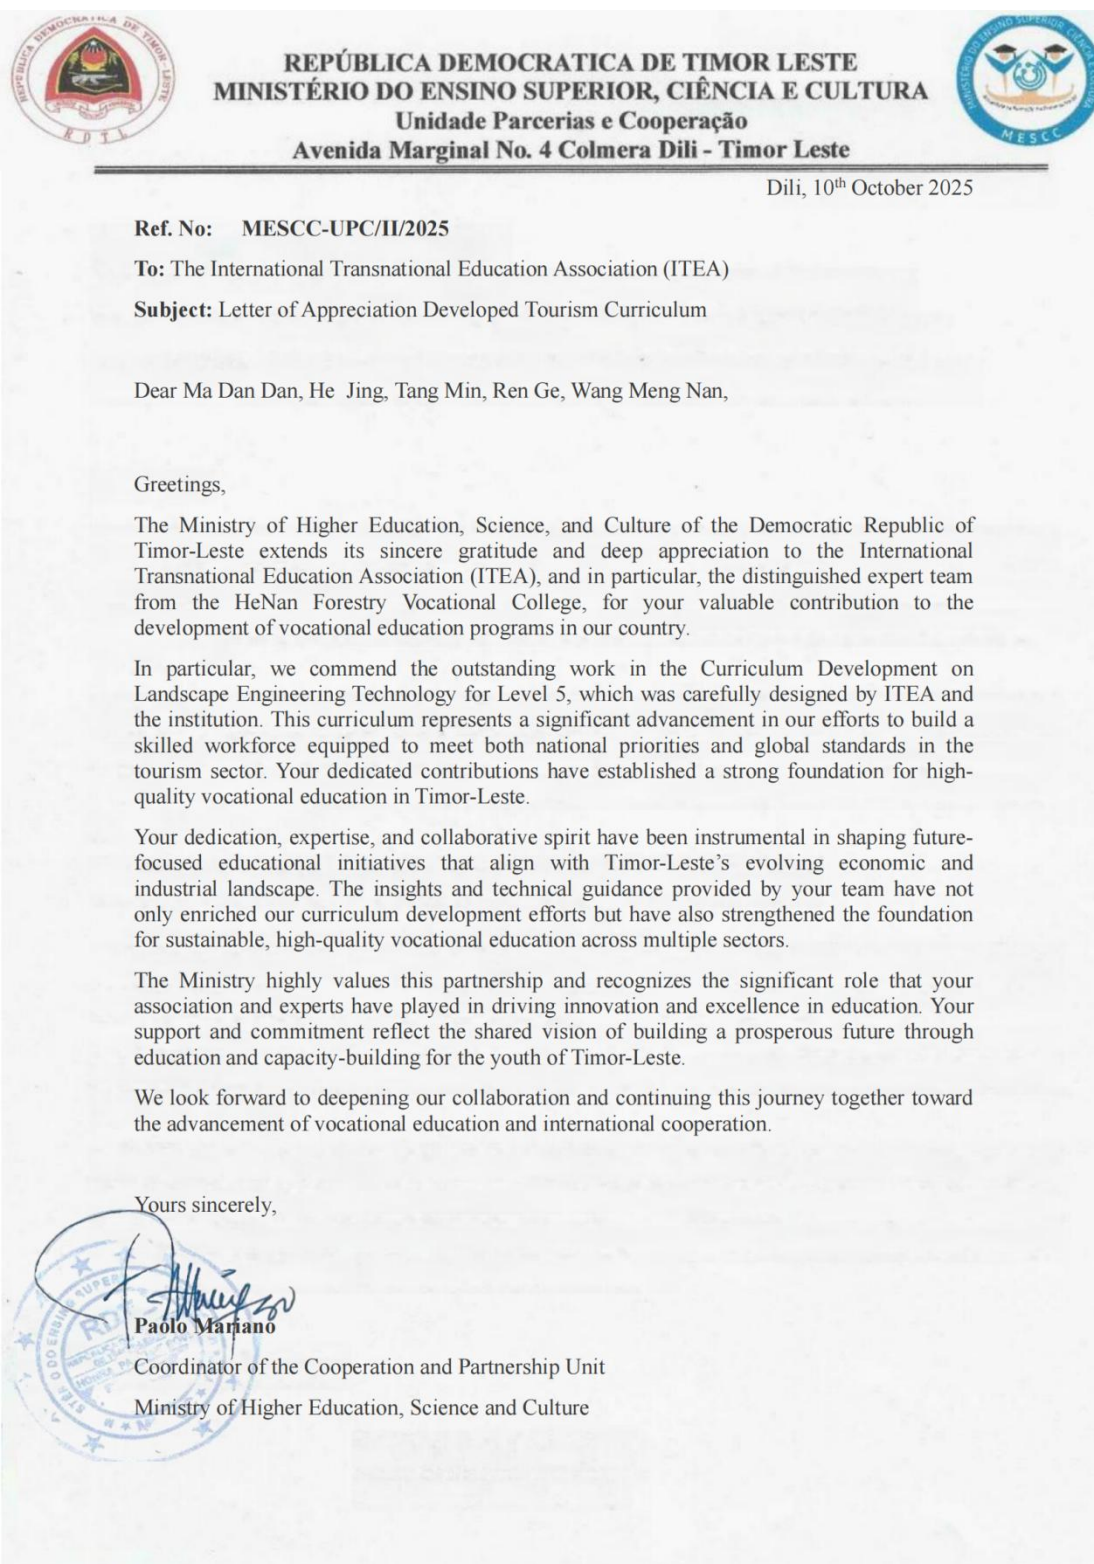 REPÚBLICA DEMOCRATICA DE TIMOR LESTE
MINISTÉRIO DO ENSINO SUPERIOR, CIÊNCIA E CULTURA
Unidade Parcerias e Cooperação
Avenida Marginal No. 4 Colmera Dili - Timor Leste
RDTL
MESCC
Dili, 10th October 2025
Ref. No: MESCC-UPC/II/2025
To: The International Transnational Education Association (ITEA)
Subject: Letter of Appreciation Developed Tourism Curriculum
Dear Ma Dan Dan, He Jing, Tang Min, Ren Ge, Wang Meng Nan,
Greetings,
The Ministry of Higher Education, Science, and Culture of the Democratic Republic of
Timor-Leste extends its sincere gratitude and deep appreciation to the International
Transnational Education Association (ITEA), and in particular, the distinguished expert team
from the HeNan Forestry Vocational College, for your valuable contribution to the
development of vocational education programs in our country.
In particular, we commend the outstanding work in the Curriculum Development on
Landscape Engineering Technology for Level 5, which was carefully designed by ITEA and
the institution. This curriculum represents a significant advancement in our efforts to build a
skilled workforce equipped to meet both national priorities and global standards in the
tourism sector. Your dedicated contributions have established a strong foundation for high-
quality vocational education in Timor-Leste.
Your dedication, expertise, and collaborative spirit have been instrumental in shaping future-
focused educational initiatives that align with Timor-Leste’s evolving economic and
industrial landscape. The insights and technical guidance provided by your team have not
only enriched our curriculum development efforts but have also strengthened the foundation
for sustainable, high-quality vocational education across multiple sectors.
The Ministry highly values this partnership and recognizes the significant role that your
association and experts have played in driving innovation and excellence in education. Your
support and commitment reflect the shared vision of building a prosperous future through
education and capacity-building for the youth of Timor-Leste.
We look forward to deepening our collaboration and continuing this journey together toward
the advancement of vocational education and international cooperation.
Yours sincerely,
Paolo Mariano
Coordinator of the Cooperation and Partnership Unit
Ministry of Higher Education, Science and Culture